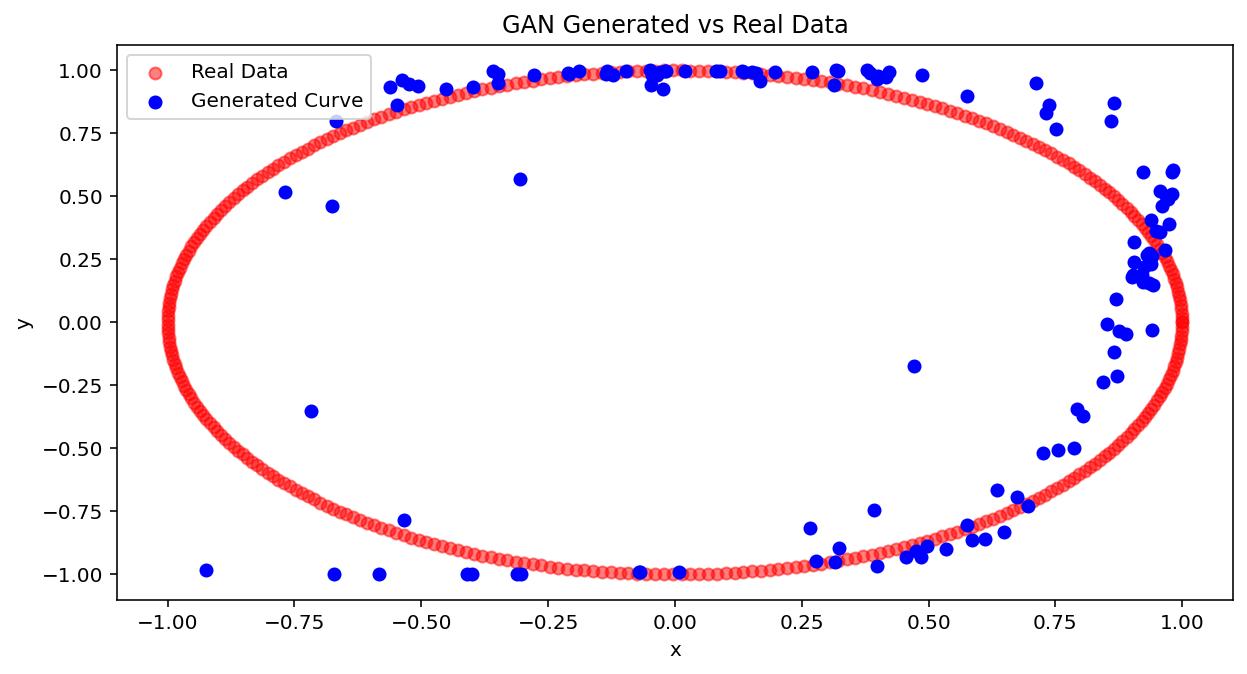 GAN Generated vs Real Data
Real Data
Generated Curve
1.00
0.75
0.50
0.25
0.00
−0.25
−0.50
−0.75
−1.00
y
−1.00 −0.75 −0.50 −0.25 0.00 0.25 0.50 0.75 1.00
x